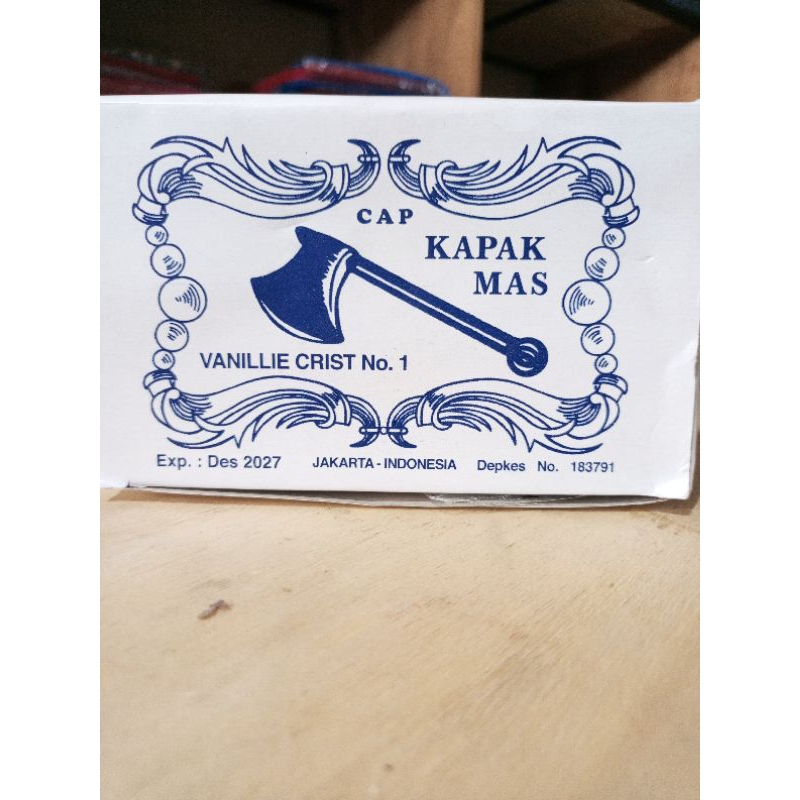 CAP
KAPAK
MAS
VANILLIE CRIST No. 1
Exp. : Des 2027 JAKARTA - INDONESIA Depkes No. 183791